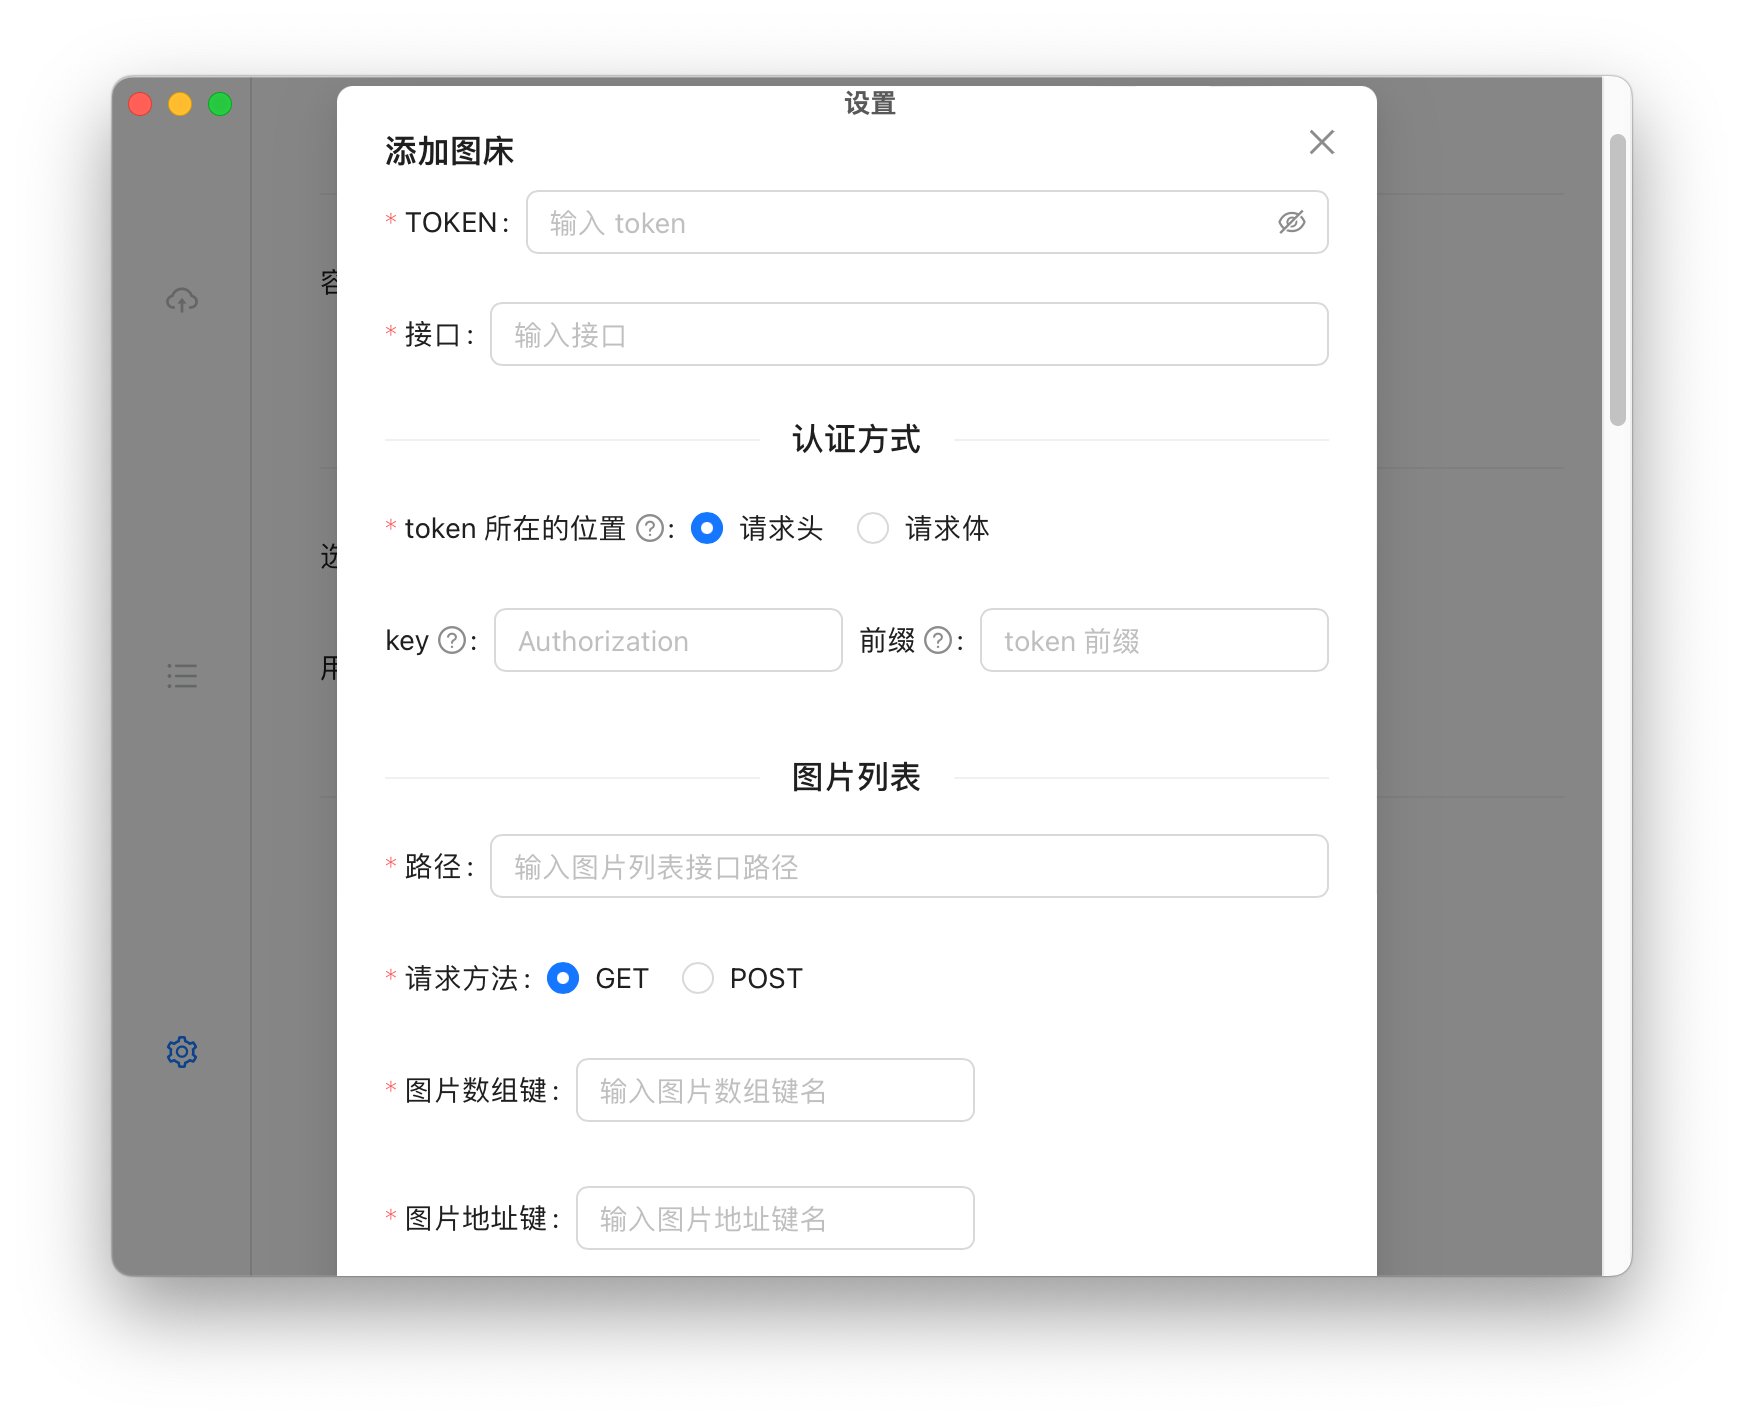 设置
添加图床
* TOKEN: 输入 token
* 接口: 输入接口
认证方式
* token 所在的位置 ?: 请求头 请求体
key ?: Authorization 前缀 ?: token 前缀
图片列表
* 路径: 输入图片列表接口路径
* 请求方法: GET POST
* 图片数组键: 输入图片数组键名
* 图片地址键: 输入图片地址键名